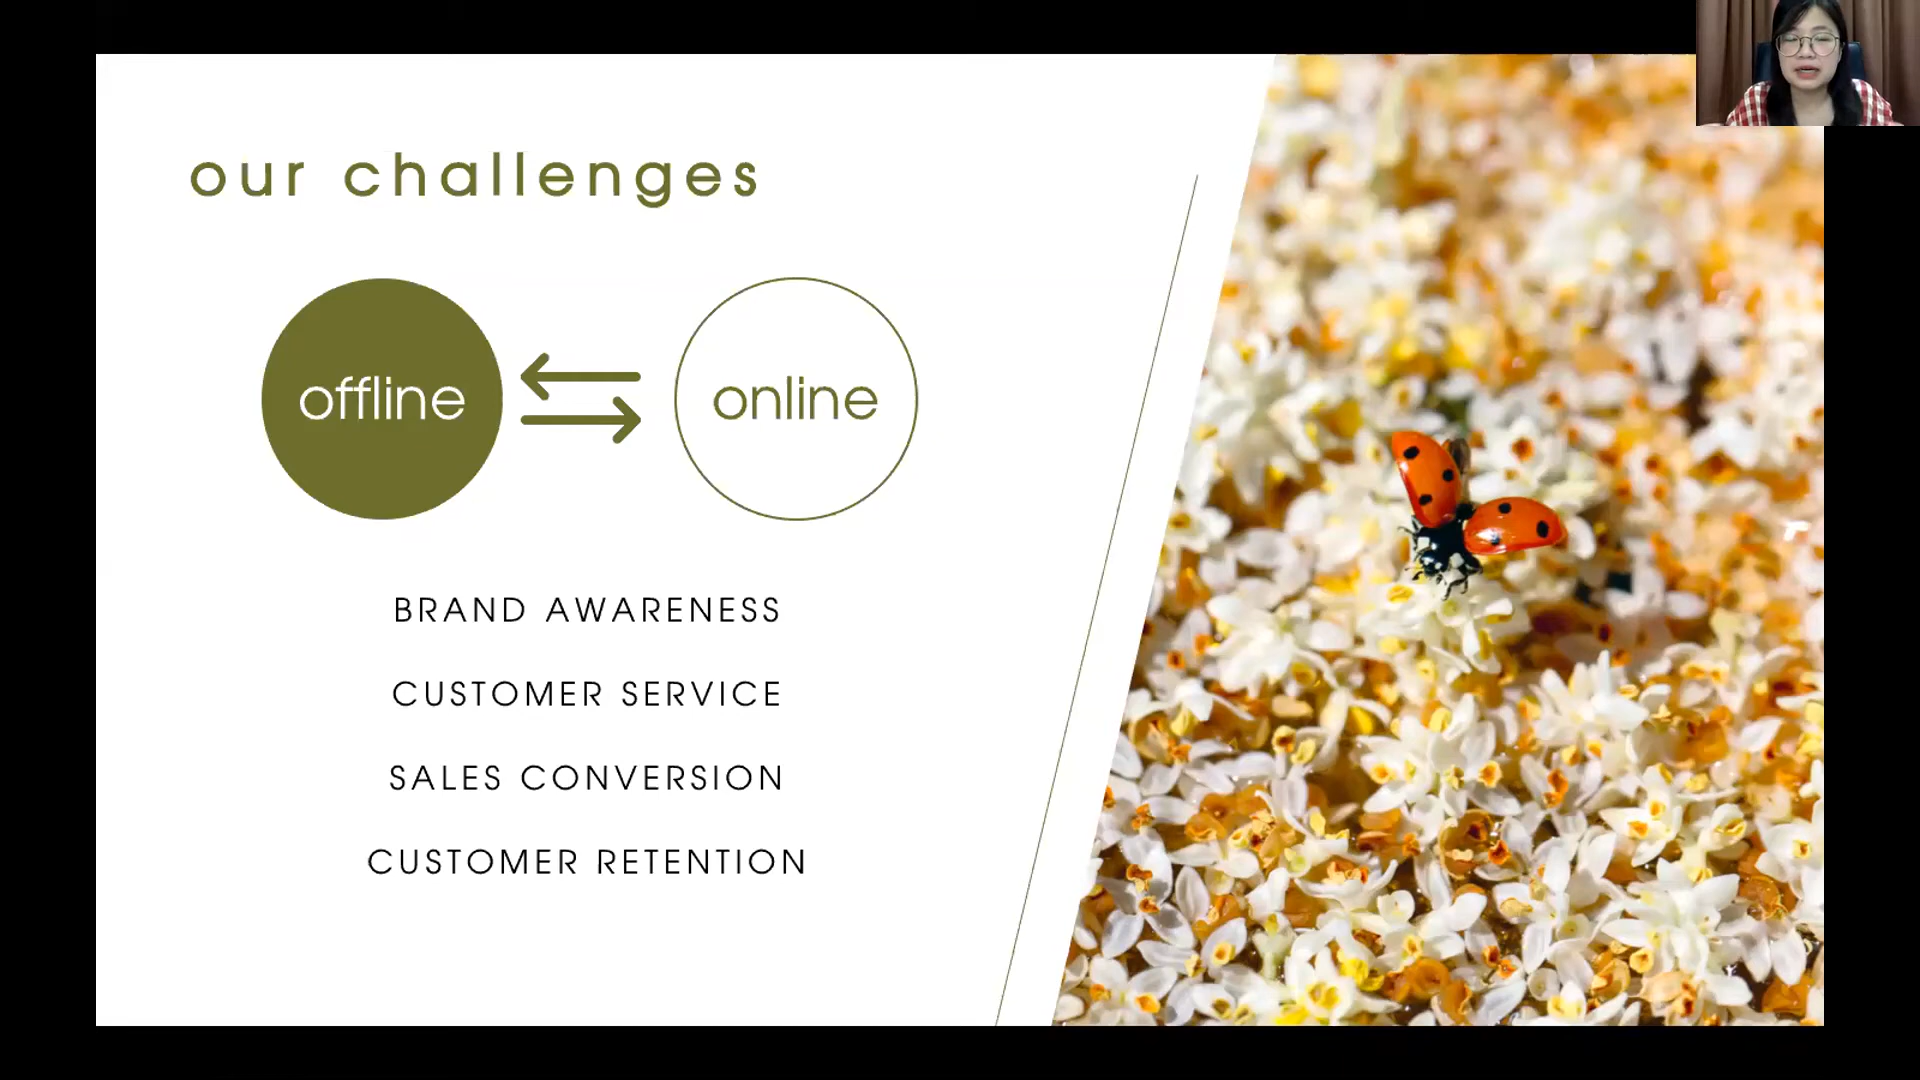 our challenges
offline
online
BRAND AWARENESS
CUSTOMER SERVICE
SALES CONVERSION
CUSTOMER RETENTION